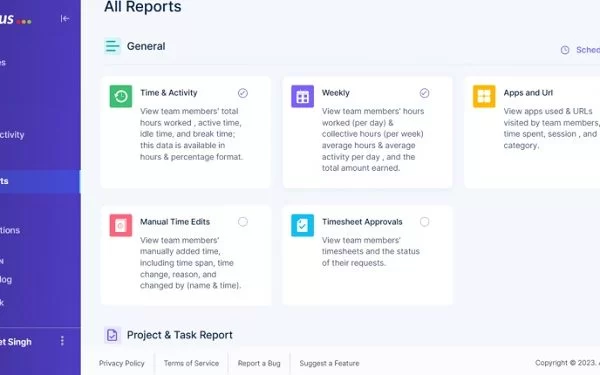 us
All Reports
General
Sched
es
Time & Activity
View team members' total
hours worked , active time,
idle time, and break time;
this data is available in
hours & percentage format.
Weekly
View team members' hours
worked (per day) &
collective hours (per week)
average hours & average
activity per day , and the
total amount earned.
Apps and Url
View apps used & URLs
visited by team members,
time spent, session , and
category.
ctivity
rts
tions
N
log
k
Manual Time Edits
View team members'
manually added time,
including time span, time
change, reason, and
changed by (name & time).
Timesheet Approvals
View team members'
timesheets and the status
of their requests.
Project & Task Report
et Singh
Privacy Policy
Terms of Service
Report a Bug
Suggest a Feature
Copyright © 2023.